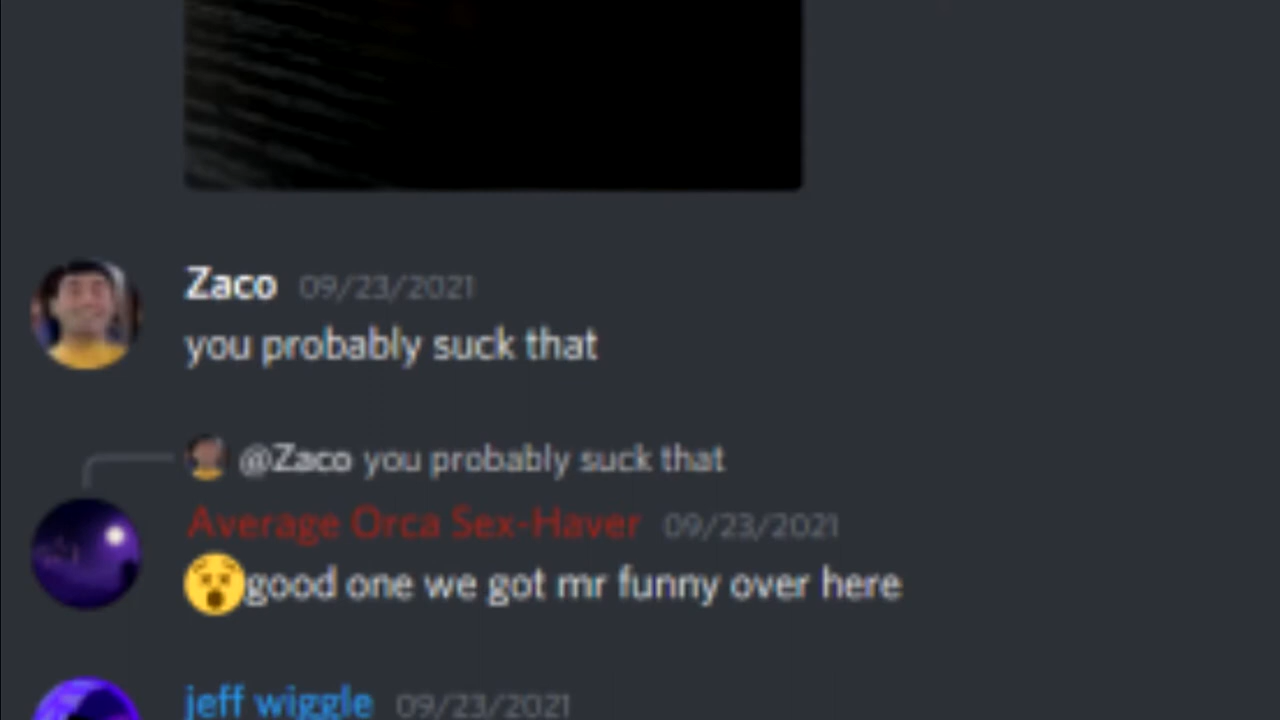 Zaco 09/23/2021
you probably suck that
@Zaco you probably suck that
Average Orca Sex-Haver 09/23/2021
😵good one we got mr funny over here
jeff wiggle 09/23/2021